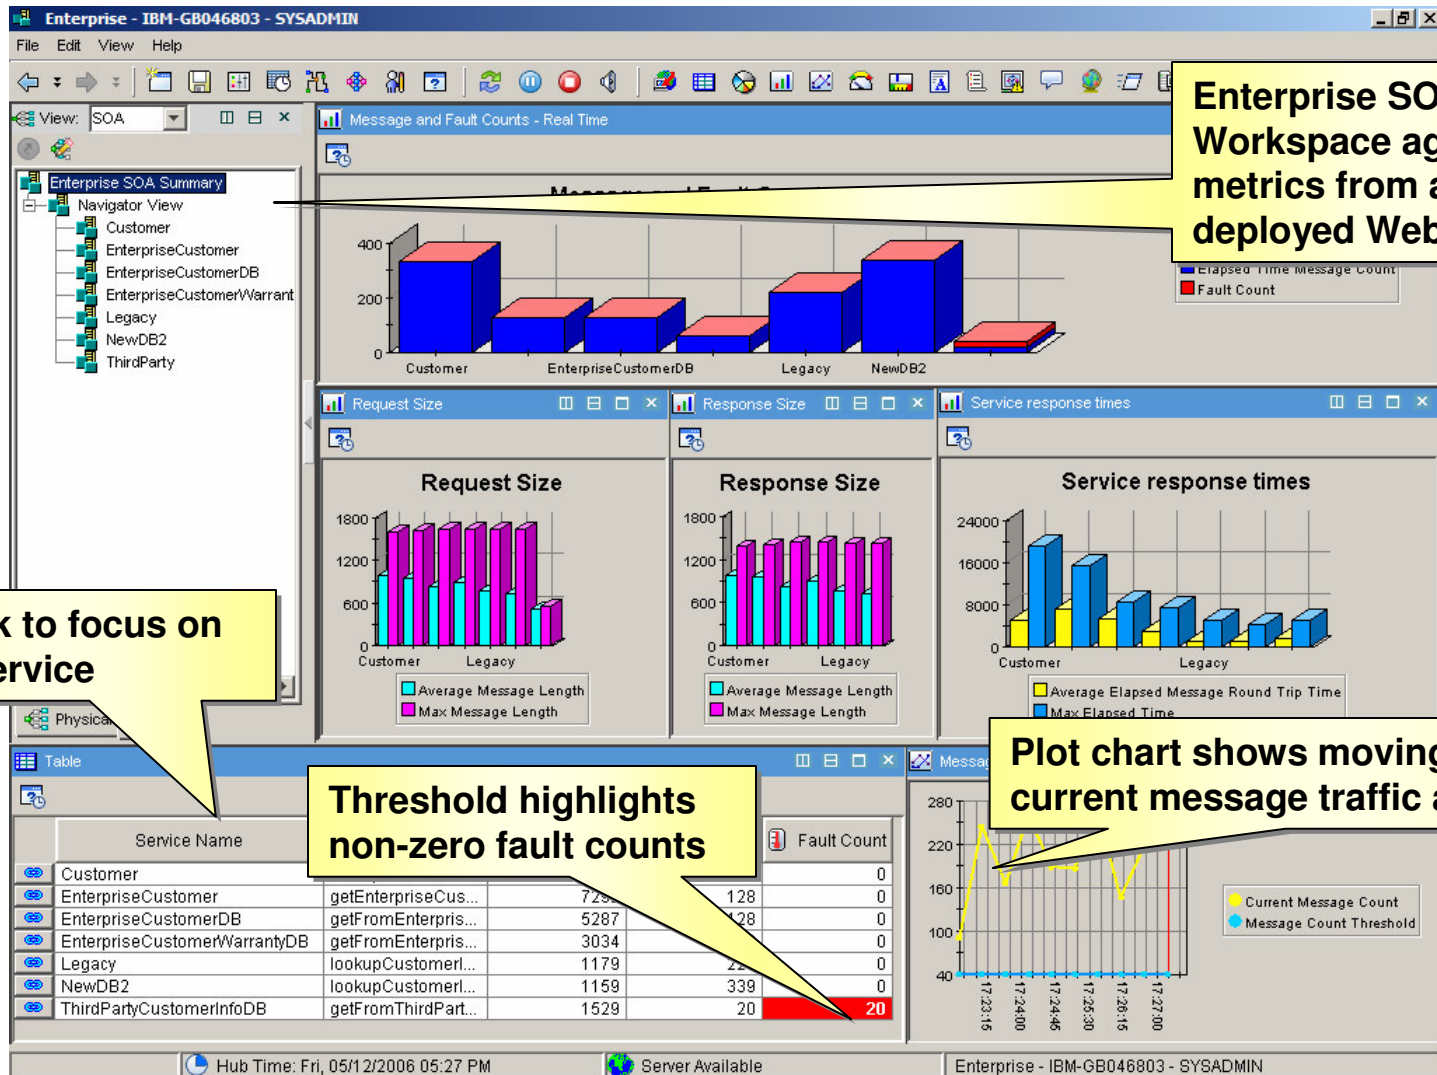 Enterprise - IBM-GB046803 - SYSADMIN
File Edit View Help
View: SOA
Enterprise SOA Summary
Navigator View
Customer
EnterpriseCustomer
EnterpriseCustomerDB
EnterpriseCustomerWarrant
Legacy
NewDB2
ThirdParty
Physical
Message and Fault Counts - Real Time
400
200
0
Customer
EnterpriseCustomerDB
Legacy
NewDB2
Elapsed Time Message Count
Fault Count
Enterprise SO
Workspace ag
metrics from a
deployed Web
Request Size
Request Size
1800
1200
600
0
Customer
Legacy
Average Message Length
Max Message Length
Response Size
Response Size
1800
1200
600
0
Customer
Legacy
Average Message Length
Max Message Length
Service response times
Service response times
24000
16000
8000
0
Customer
Legacy
Average Elapsed Message Round Trip Time
Max Elapsed Time
k to focus on
ervice
Table
Threshold highlights
non-zero fault counts
Service Name
Fault Count
Customer 0
EnterpriseCustomer getEnterpriseCus... 128 0
EnterpriseCustomerDB getFromEnterpris... 5287 128 0
EnterpriseCustomerWarrantyDB getFromEnterpris... 3034 0
Legacy lookupCustomerI... 1179 0
NewDB2 lookupCustomerI... 1159 339 0
ThirdPartyCustomerInfoDB getFromThirdPart... 1529 20 20
Messag
Plot chart shows moving
current message traffic a
280
220
160
100
40
17:23:15
17:24:00
17:24:45
17:25:30
17:26:15
17:27:00
Current Message Count
Message Count Threshold
Hub Time: Fri, 05/12/2006 05:27 PM
Server Available
Enterprise - IBM-GB046803 - SYSADMIN